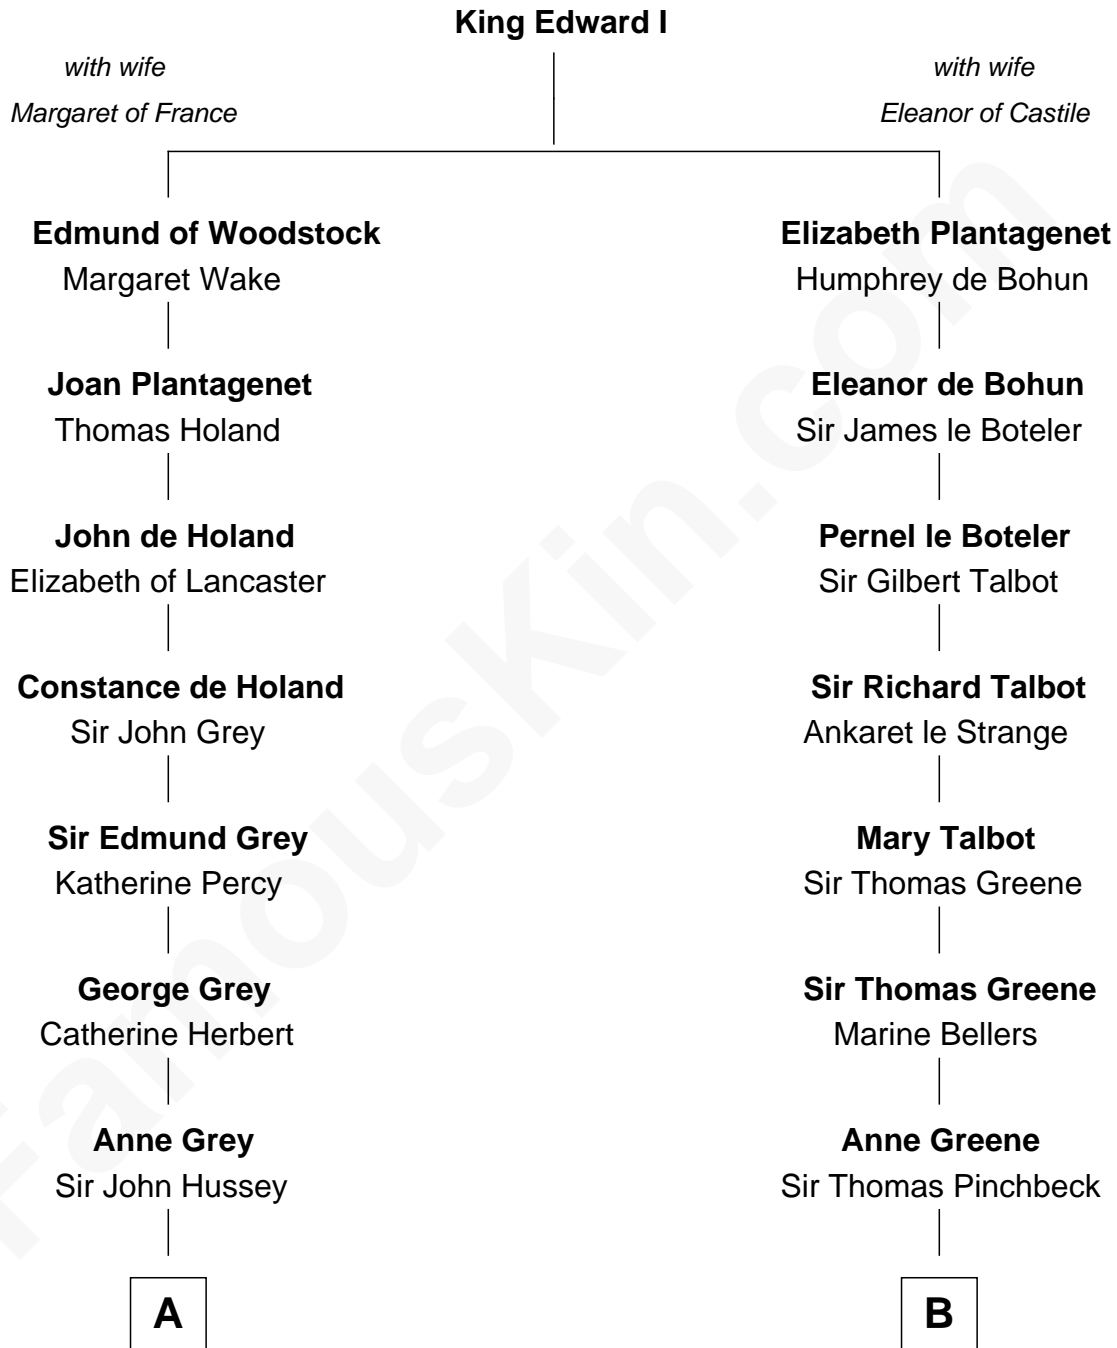 King Edward I
with wife
Margaret of France
with wife
Eleanor of Castile
Edmund of Woodstock
Margaret Wake
Elizabeth Plantagenet
Humphrey de Bohun
Joan Plantagenet
Thomas Holand
Eleanor de Bohun
Sir James le Boteler
John de Holand
Elizabeth of Lancaster
Pernel le Boteler
Sir Gilbert Talbot
Constance de Holand
Sir John Grey
Sir Richard Talbot
Ankaret le Strange
Sir Edmund Grey
Katherine Percy
Mary Talbot
Sir Thomas Greene
George Grey
Catherine Herbert
Sir Thomas Greene
Marine Bellers
Anne Grey
Sir John Hussey
Anne Greene
Sir Thomas Pinchbeck
A
B
FamousKin.com